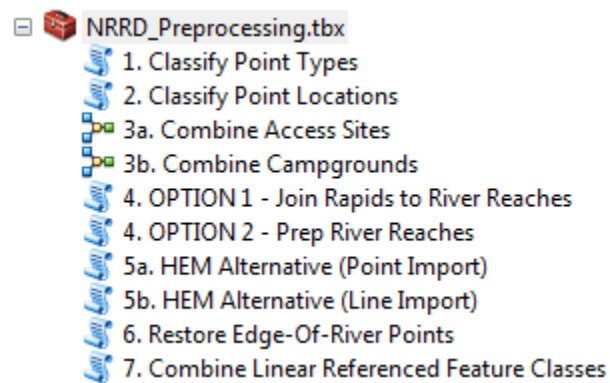 NRRD_Preprocessing.tbx
1. Classify Point Types
2. Classify Point Locations
3a. Combine Access Sites
3b. Combine Campgrounds
4. OPTION 1 - Join Rapids to River Reaches
4. OPTION 2 - Prep River Reaches
5a. HEM Alternative (Point Import)
5b. HEM Alternative (Line Import)
6. Restore Edge-Of-River Points
7. Combine Linear Referenced Feature Classes